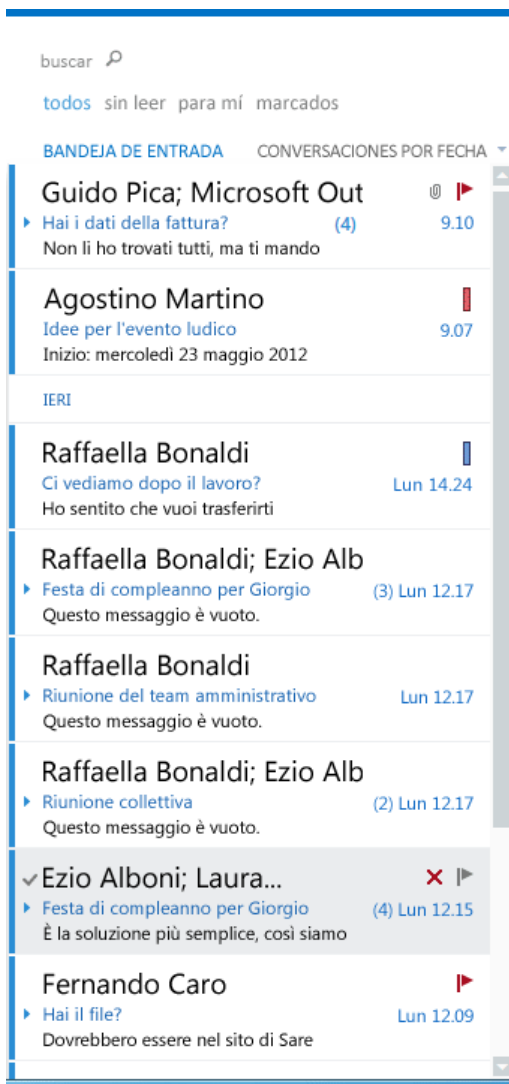 buscar
todos sin leer para mí marcados
BANDEJA DE ENTRADA CONVERSACIONES POR FECHA
Guido Pica; Microsoft Out
Hai i dati della fattura? (4) 9.10
Non li ho trovati tutti, ma ti mando
Agostino Martino
Idee per l'evento ludico 9.07
Inizio: mercoledì 23 maggio 2012
IERI
Raffaella Bonaldi
Ci vediamo dopo il lavoro? Lun 14.24
Ho sentito che vuoi trasferirti
Raffaella Bonaldi; Ezio Alb
Festa di compleanno per Giorgio (3) Lun 12.17
Questo messaggio è vuoto.
Raffaella Bonaldi
Riunione del team amministrativo Lun 12.17
Questo messaggio è vuoto.
Raffaella Bonaldi; Ezio Alb
Riunione collettiva (2) Lun 12.17
Questo messaggio è vuoto.
Ezio Alboni; Laura...
Festa di compleanno per Giorgio (4) Lun 12.15
È la soluzione più semplice, così siamo
Fernando Caro
Hai il file? Lun 12.09
Dovrebbero essere nel sito di Sare